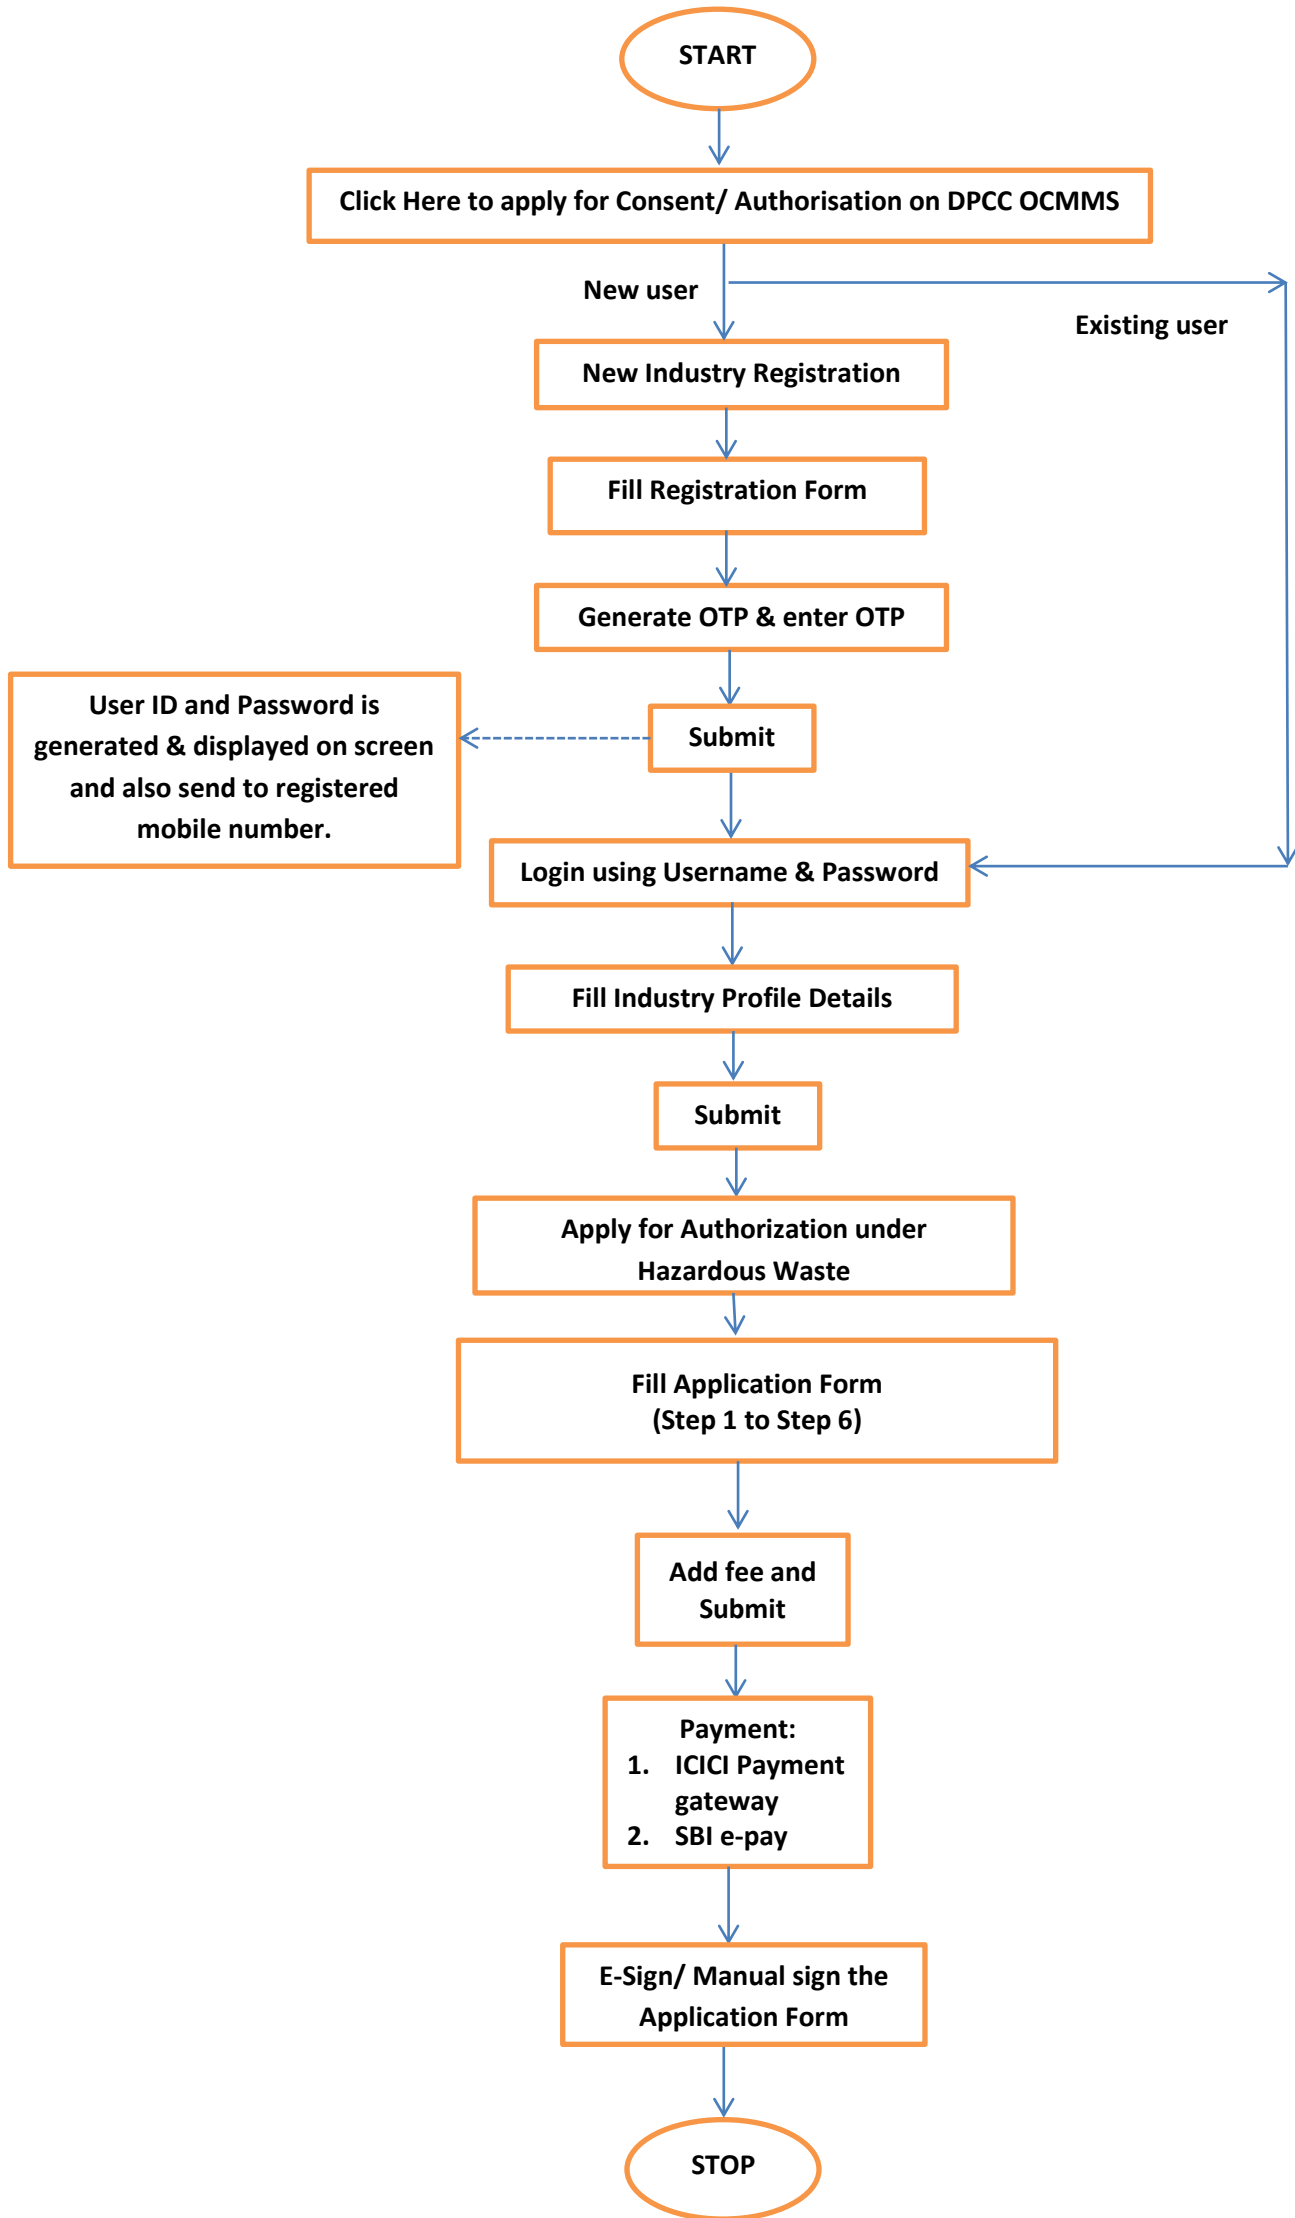 START
Click Here to apply for Consent/ Authorisation on DPCC OCMMS
New user
Existing user
New Industry Registration
Fill Registration Form
Generate OTP & enter OTP
User ID and Password is
generated & displayed on screen
and also send to registered
mobile number.
Submit
Login using Username & Password
Fill Industry Profile Details
Submit
Apply for Authorization under
Hazardous Waste
Fill Application Form
(Step 1 to Step 6)
Add fee and
Submit
Payment:
1. ICICI Payment
gateway
2. SBI e-pay
E-Sign/ Manual sign the
Application Form
STOP